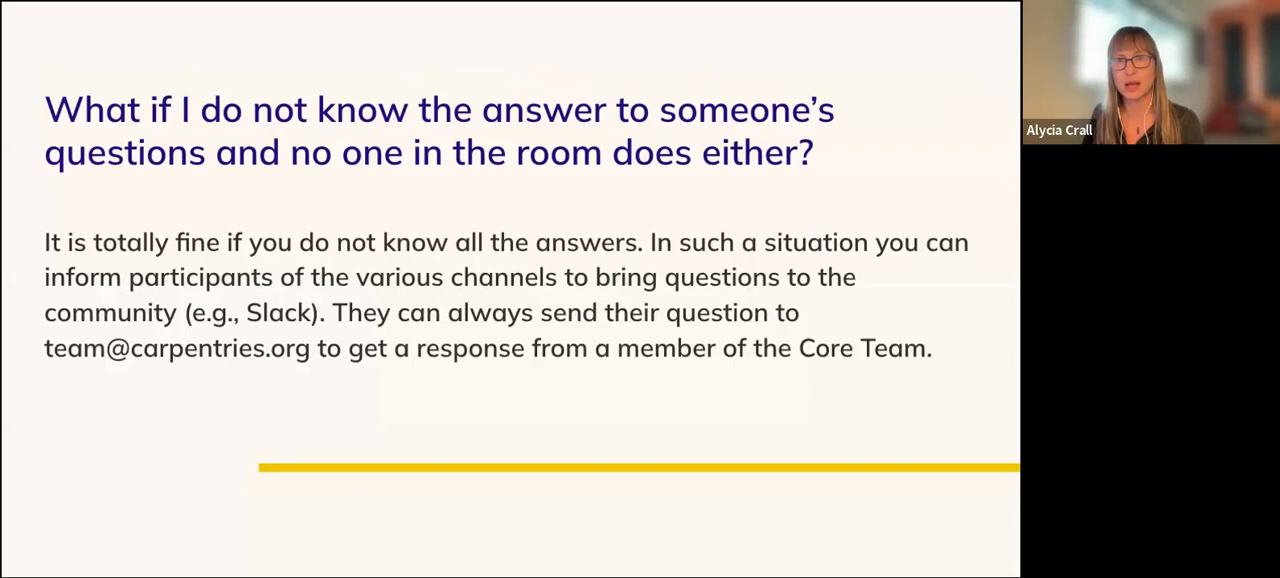 What if I do not know the answer to someone’s
questions and no one in the room does either?
It is totally fine if you do not know all the answers. In such a situation you can
inform participants of the various channels to bring questions to the
community (e.g., Slack). They can always send their question to
team@carpentries.org to get a response from a member of the Core Team.
Alycia Crall